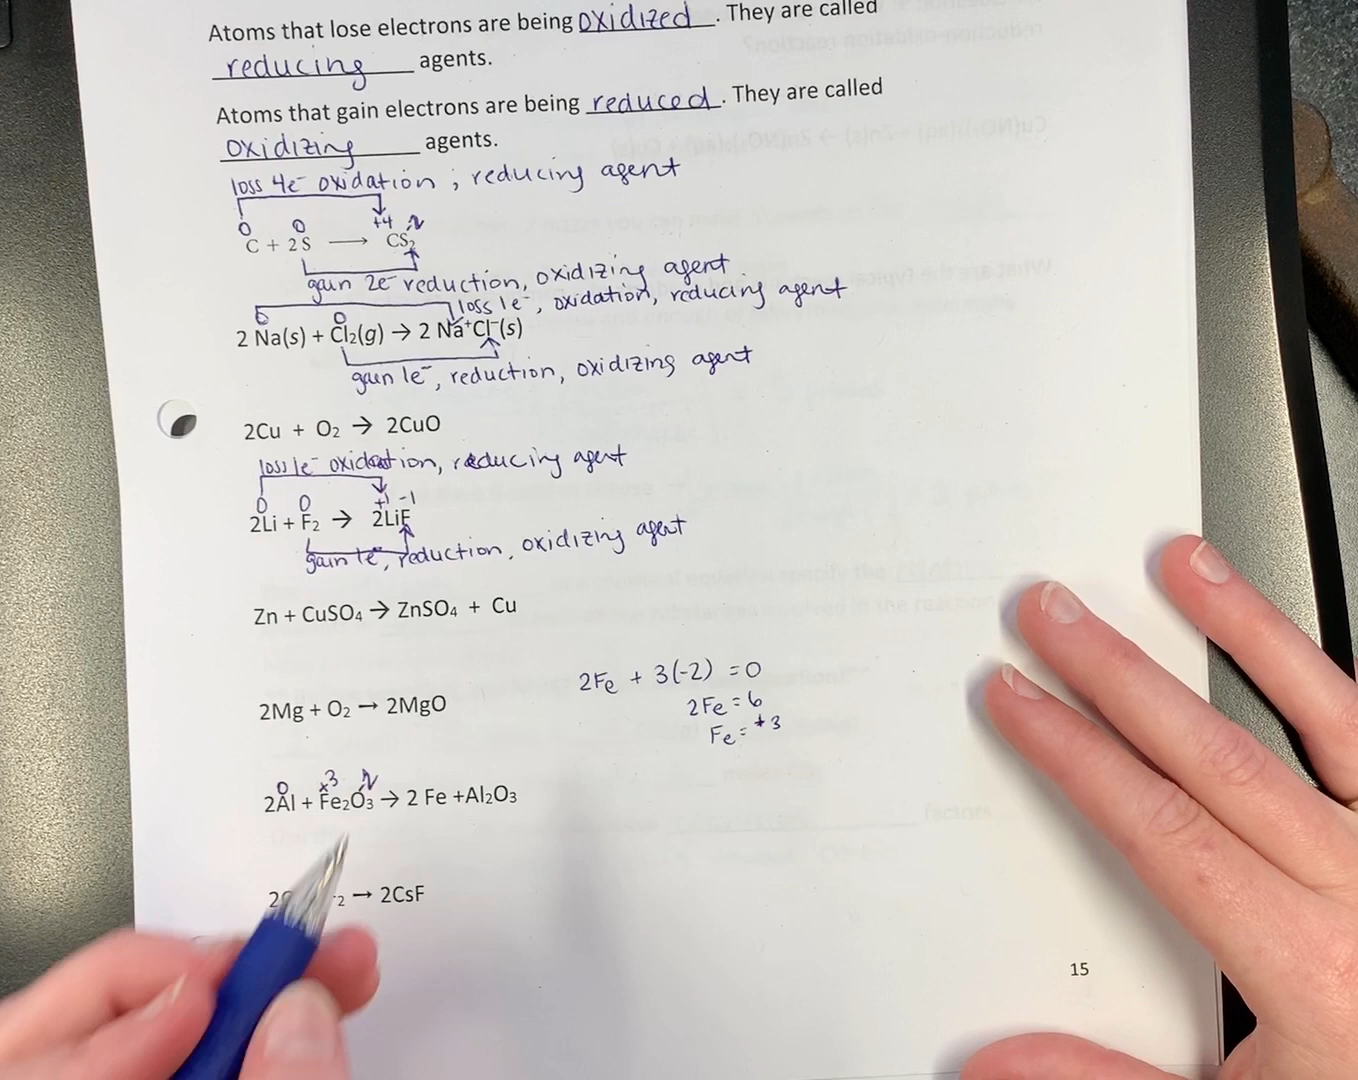 Atoms that lose electrons are being oxidized. They are called
reducing agents.
Atoms that gain electrons are being reduced. They are called
oxidizing agents.
loss 4e⁻ oxidation ; reducing agent
0 0 +4 -2
C + 2S ⟶ CS₂
gain 2e⁻ reduction, oxidizing agent
loss 1e⁻, oxidation, reducing agent
0 0
2 Na(s) + Cl₂(g) → 2 Na⁺Cl⁻(s)
gain 1e⁻, reduction, oxidizing agent
2Cu + O₂ → 2CuO
loss 1e⁻ oxidation, reducing agent
0 0 +1 -1
2Li + F₂ → 2LiF
gain 1e⁻, reduction, oxidizing agent
Zn + CuSO₄ → ZnSO₄ + Cu
2Fe + 3(-2) = 0
2Fe = 6
Fe = +3
2Mg + O₂ → 2MgO
0 +3 -2
2Al + Fe₂O₃ → 2 Fe +Al₂O₃
→ 2CsF
15